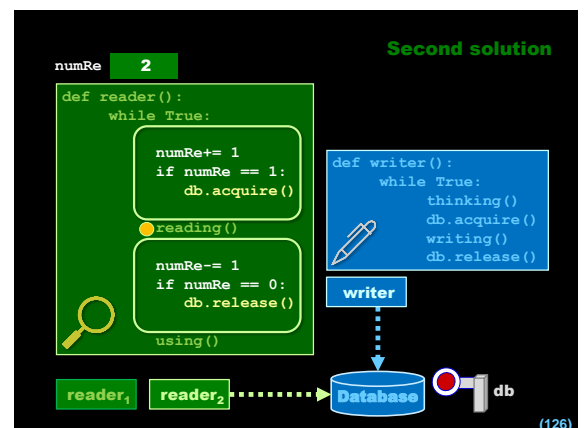 Second solution
numRe 2
def reader():
while True:
numRe+= 1
if numRe == 1:
db.acquire()
reading()
numRe-= 1
if numRe == 0:
db.release()
using()
def writer():
while True:
thinking()
db.acquire()
writing()
db.release()
writer
reader₁ reader₂ Database db
(126)